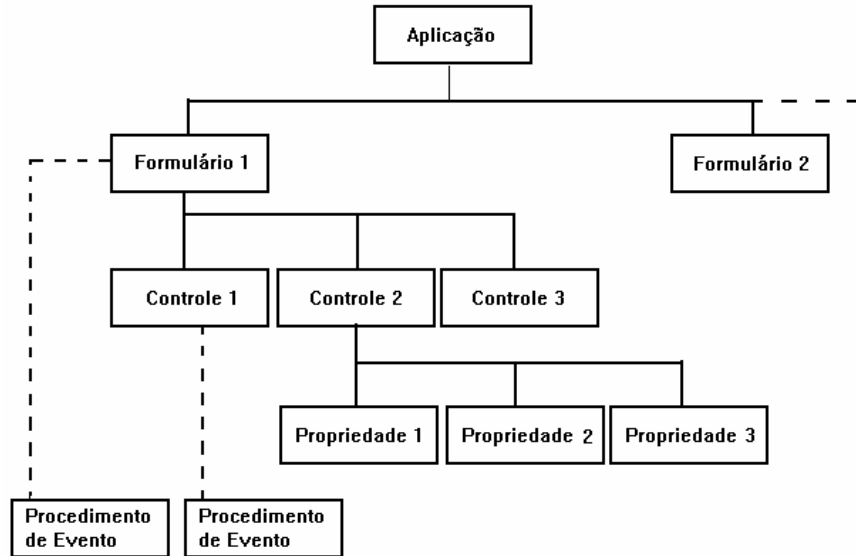 Aplicação
Formulário 1
Formulário 2
Controle 1
Controle 2
Controle 3
Propriedade 1
Propriedade 2
Propriedade 3
Procedimento
de Evento
Procedimento
de Evento